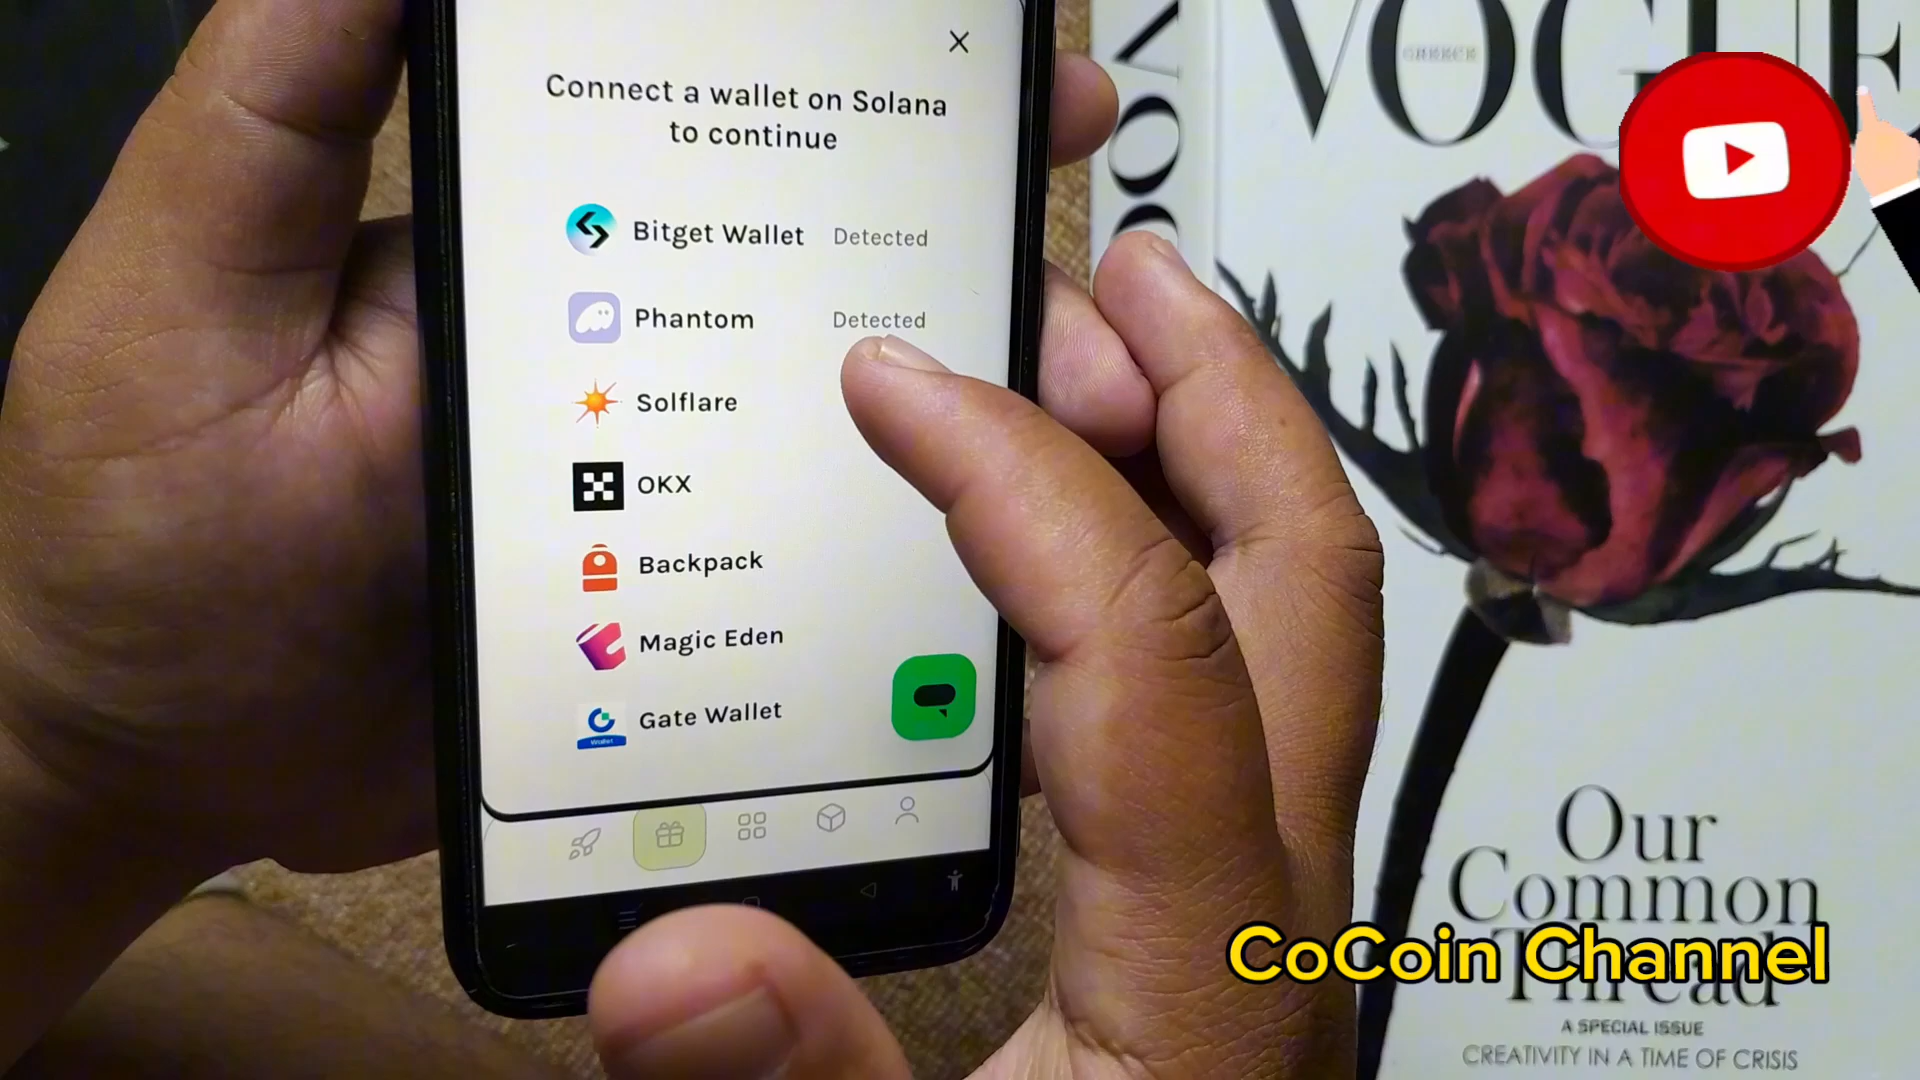 Connect a wallet on Solana
to continue
Bitget Wallet Detected
Phantom Detected
Solflare
OKX
Backpack
Magic Eden
Gate Wallet
VOGUE
GREECE
Our
Common
Thread
A SPECIAL ISSUE
CREATIVITY IN A TIME OF CRISIS
CoCoin Channel